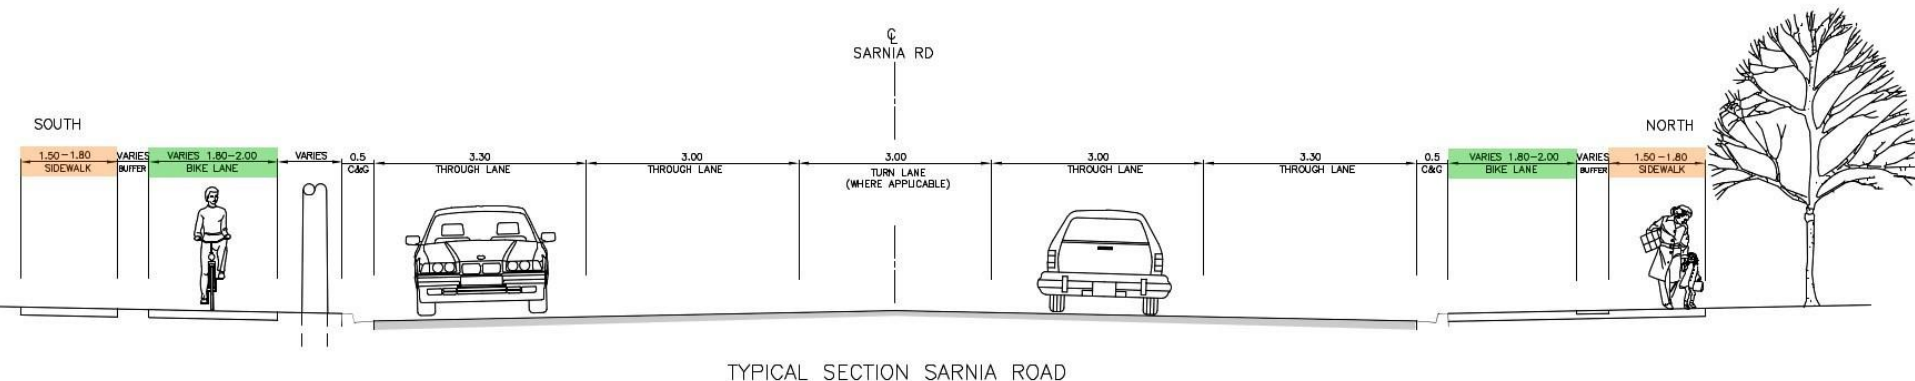 ℄
SARNIA RD
SOUTH
NORTH
1.50-1.80
SIDEWALK
VARIES
BUFFER
VARIES 1.80-2.00
BIKE LANE
VARIES
0.5
C&G
3.30
THROUGH LANE
3.00
THROUGH LANE
3.00
TURN LANE
(WHERE APPLICABLE)
3.00
THROUGH LANE
3.30
THROUGH LANE
0.5
C&G
VARIES 1.80-2.00
BIKE LANE
VARIES
BUFFER
1.50-1.80
SIDEWALK
TYPICAL SECTION SARNIA ROAD